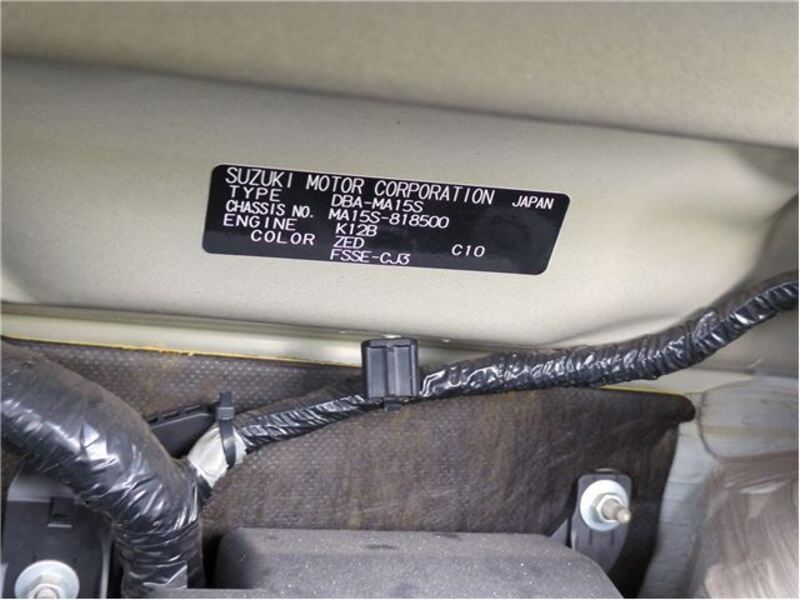 SUZUKI MOTOR CORPORATION JAPAN
TYPE DBA-MA15S
CHASSIS NO. MA15S-818500
ENGINE K12B
COLOR ZED C10
FSSE-CJ3